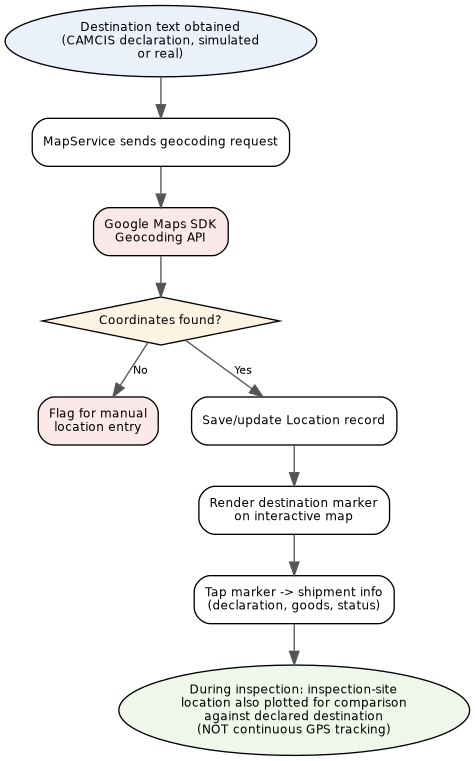 Destination text obtained
(CAMCIS declaration, simulated
or real)
MapService sends geocoding request
Google Maps SDK
Geocoding API
Coordinates found?
No
Yes
Flag for manual
location entry
Save/update Location record
Render destination marker
on interactive map
Tap marker -> shipment info
(declaration, goods, status)
During inspection: inspection-site
location also plotted for comparison
against declared destination
(NOT continuous GPS tracking)